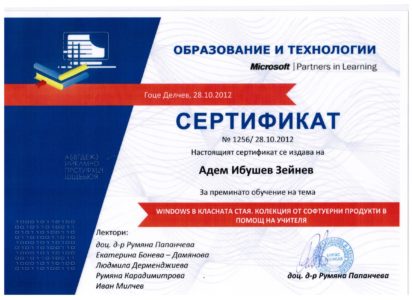 ОБРАЗОВАНИЕ И ТЕХНОЛОГИИ
Microsoft | Partners in Learning
Гоце Делчев, 28.10.2012
СЕРТИФИКАТ
№ 1256/ 28.10.2012
Настоящият сертификат се издава на
Адем Ибушев Зейнев
За преминато обучение на тема
WINDOWS 8 КЛАСНАТА СТАЯ. КОЛЕКЦИЯ ОТ СОФТУЕРНИ ПРОДУКТИ В
ПОМОЩ НА УЧИТЕЛЯ
Лектори:
доц. д-р Румяна Папанчева
Екатерина Бонева – Дамянова
Людмила Дерменджиева
Румяна Карадимитрова
Иван Милчев
доц. д-р Румяна Папанчева